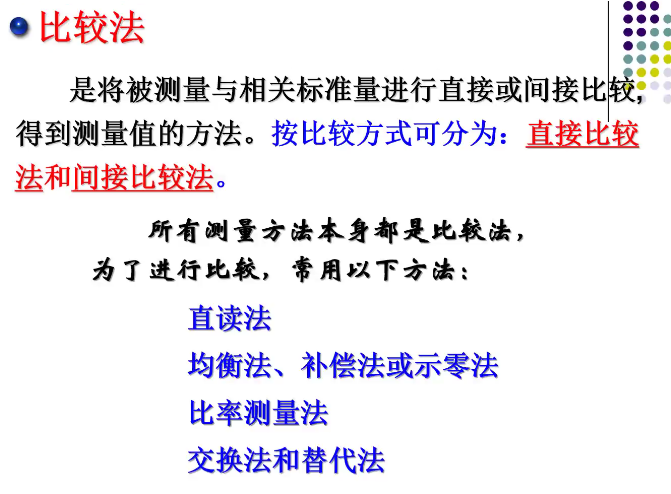 比较法
是将被测量与相关标准量进行直接或间接比较，
得到测量值的方法。按比较方式可分为：直接比较
法和间接比较法。
所有测量方法本身都是比较法，
为了进行比较，常用以下方法：
直读法
均衡法、补偿法或示零法
比率测量法
交换法和替代法